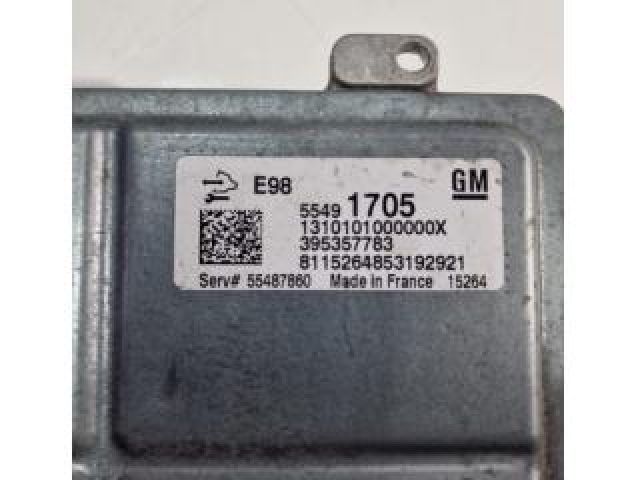 E98 GM
5549 1705
1310101000000X
395357783
8115264853192921
Serv# 55487860 Made in France 15264